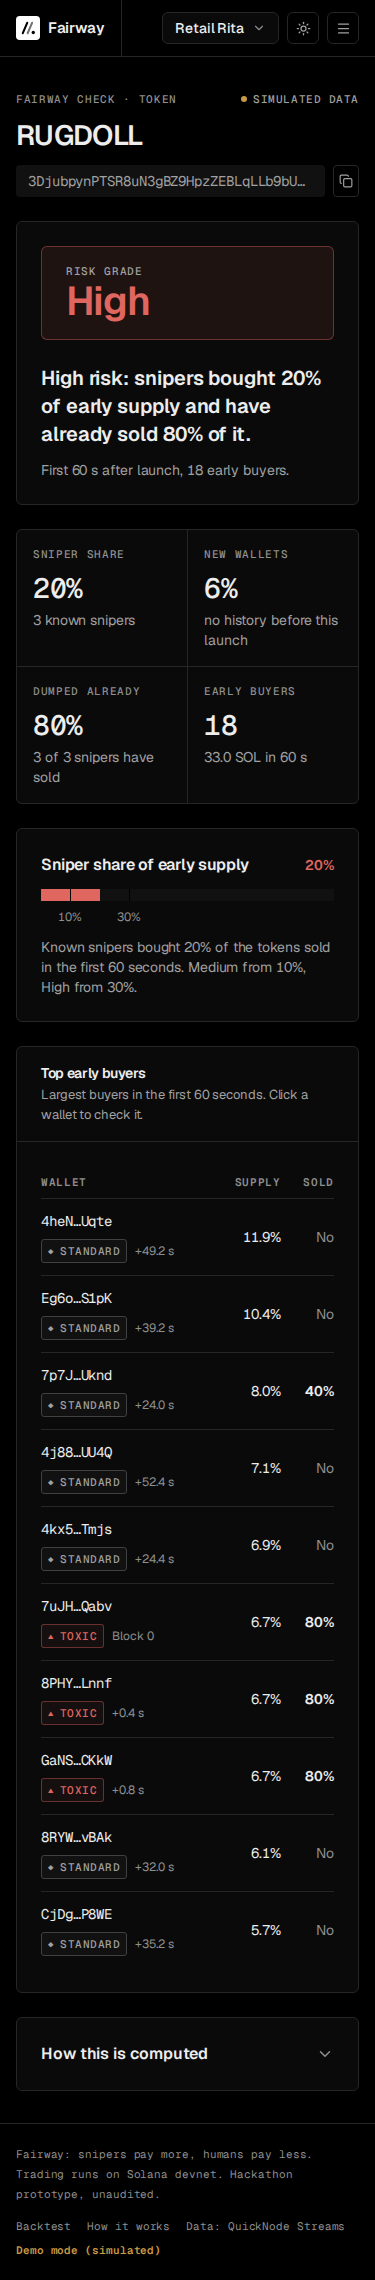 Fairway
Retail Rita
FAIRWAY CHECK · TOKEN
SIMULATED DATA
RUGDOLL
3DjubpynPTSR8uN3gBZ9HpzZEBLqLLb9bU…
RISK GRADE
High
High risk: snipers bought 20%
of early supply and have
already sold 80% of it.
First 60 s after launch, 18 early buyers.
SNIPER SHARE
20%
3 known snipers
NEW WALLETS
6%
no history before this
launch
DUMPED ALREADY
80%
3 of 3 snipers have
sold
EARLY BUYERS
18
33.0 SOL in 60 s
Sniper share of early supply 20%
10% 30%
Known snipers bought 20% of the tokens sold
in the first 60 seconds. Medium from 10%,
High from 30%.
Top early buyers
Largest buyers in the first 60 seconds. Click a
wallet to check it.
WALLET SUPPLY SOLD
4heN…Uqte
STANDARD +49.2 s 11.9% No
Eg6o…S1pK
STANDARD +39.2 s 10.4% No
7p7J…Uknd
STANDARD +24.0 s 8.0% 40%
4j88…UU4Q
STANDARD +52.4 s 7.1% No
4kx5…Tmjs
STANDARD +24.4 s 6.9% No
7uJH…Qabv
TOXIC Block 0 6.7% 80%
8PHY…Lnnf
TOXIC +0.4 s 6.7% 80%
GaNS…CKkW
TOXIC +0.8 s 6.7% 80%
8RYW…vBAk
STANDARD +32.0 s 6.1% No
CjDg…P8WE
STANDARD +35.2 s 5.7% No
How this is computed
Fairway: snipers pay more, humans pay less.
Trading runs on Solana devnet. Hackathon
prototype, unaudited.
Backtest How it works Data: QuickNode Streams
Demo mode (simulated)